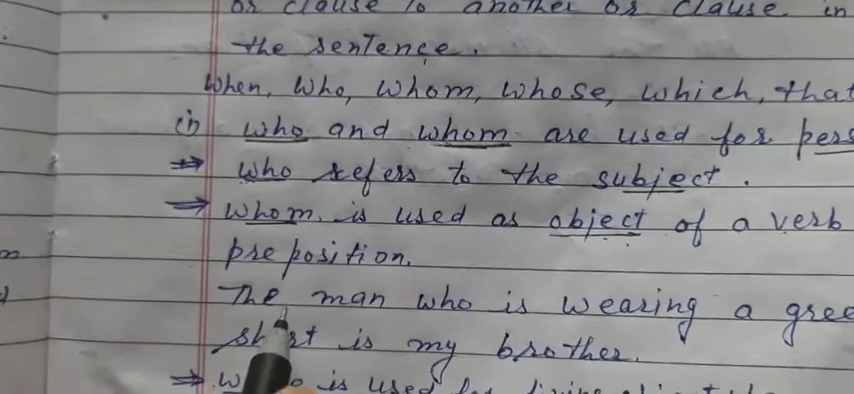 or clause to another or clause in
the sentence.
When, Who, Whom, Whose, which, that
(i) who and whom are used for pers
⇒ who refers to the subject.
⇒ whom is used as object of a verb
preposition.
The man who is wearing a gree
shirt is my brother.
⇒ is used for